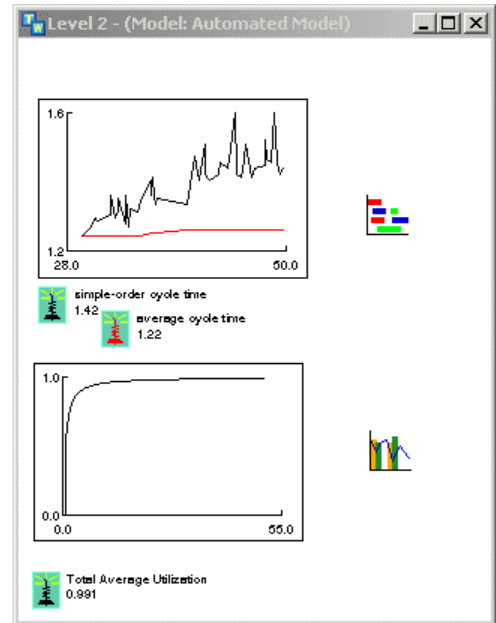 TW Level 2 - (Model: Automated Model)
1.6
1.2
28.0 50.0
simple-order cycle time
1.42
average cycle time
1.22
1.0
0.0
0.0 55.0
Total Average Utilization
0.991